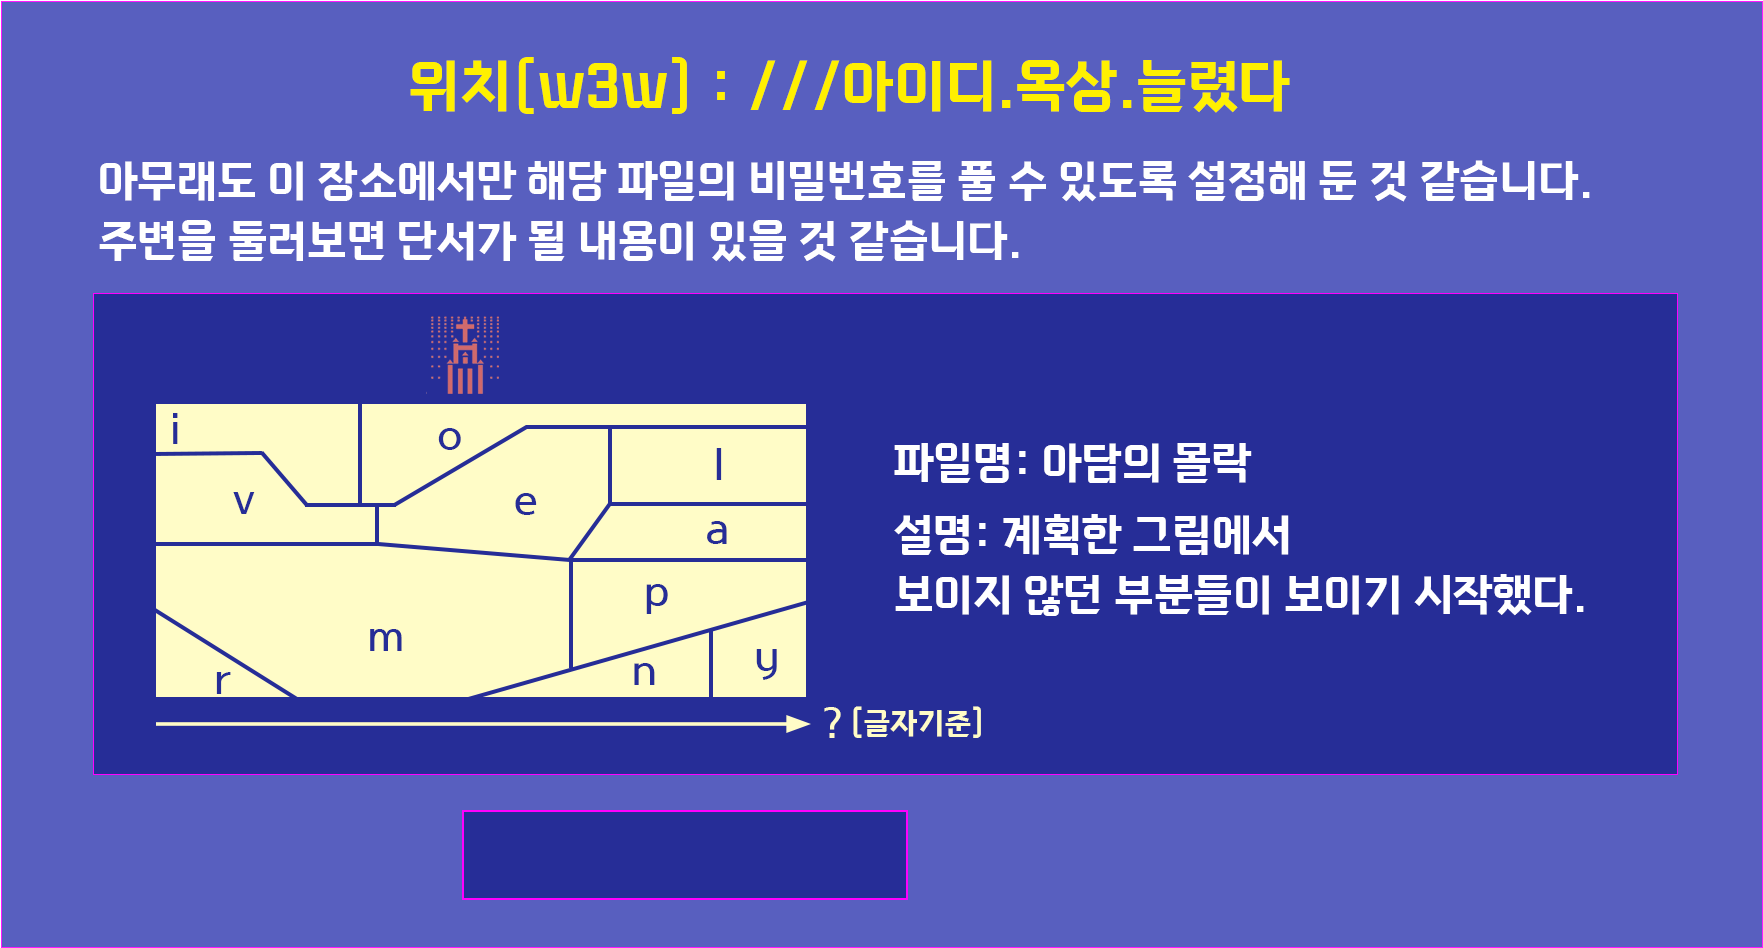 위치(w3w) : ///아이디.옥상.늘렸다
아무래도 이 장소에서만 해당 파일의 비밀번호를 풀 수 있도록 설정해 둔 것 같습니다.
주변을 둘러보면 단서가 될 내용이 있을 것 같습니다.
i
o
l
v
e
a
p
m
r
n
y
? (글자기준)
파일명: 아담의 몰락
설명: 계획한 그림에서
보이지 않던 부분들이 보이기 시작했다.